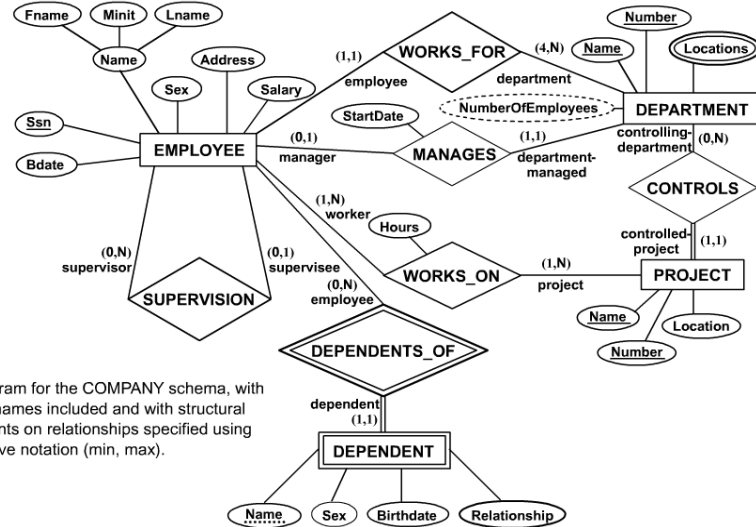 Fname
Minit
Lname
Number
Name
Address
Name
Locations
WORKS_FOR
(1,1)
employee
(4,N)
department
Sex
Salary
StartDate
NumberOfEmployees
DEPARTMENT
Ssn
Bdate
EMPLOYEE
(0,1)
manager
MANAGES
(1,1)
department-
managed
controlling-
department
(0,N)
CONTROLS
(1,N)
worker
Hours
(0,N)
supervisor
(0,1)
supervisee
SUPERVISION
(0,N)
employee
WORKS_ON
(1,N)
project
controlled-
project
(1,1)
PROJECT
Name
Number
Location
DEPENDENTS_OF
ram for the COMPANY schema, with
names included and with structural
nts on relationships specified using
ve notation (min, max).
dependent
(1,1)
DEPENDENT
Name
Sex
Birthdate
Relationship